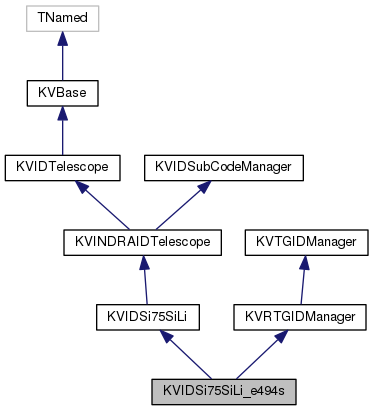 TNamed
KVBase
KVIDTelescope
KVIDSubCodeManager
KVINDRAIDTelescope
KVTGIDManager
KVIDSi75SiLi
KVRTGIDManager
KVIDSi75SiLi_e494s